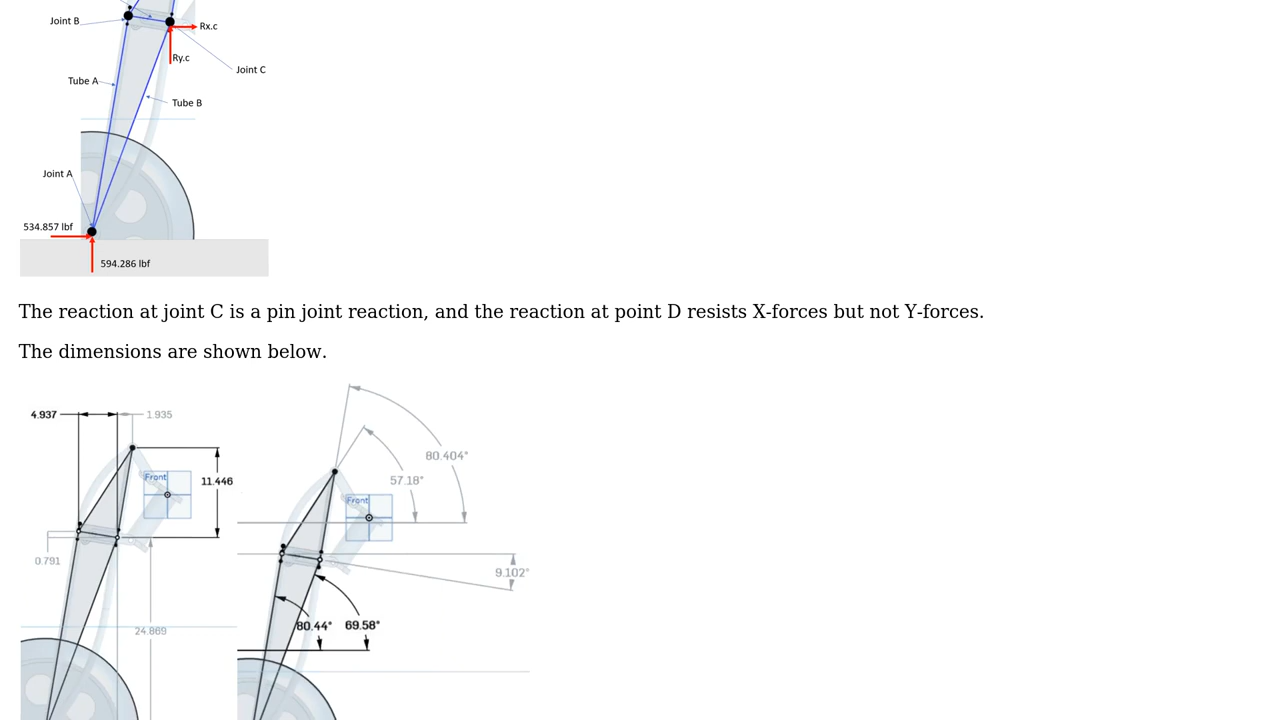 Joint B
Rx.c
Ry.c
Joint C
Tube A
Tube B
Joint A
534.857 lbf
594.286 lbf
The reaction at joint C is a pin joint reaction, and the reaction at point D resists X-forces but not Y-forces.
The dimensions are shown below.
4.937
1.935
11.446
Front
0.791
24.869
80.404°
57.18°
Front
9.102°
80.44°
69.58°